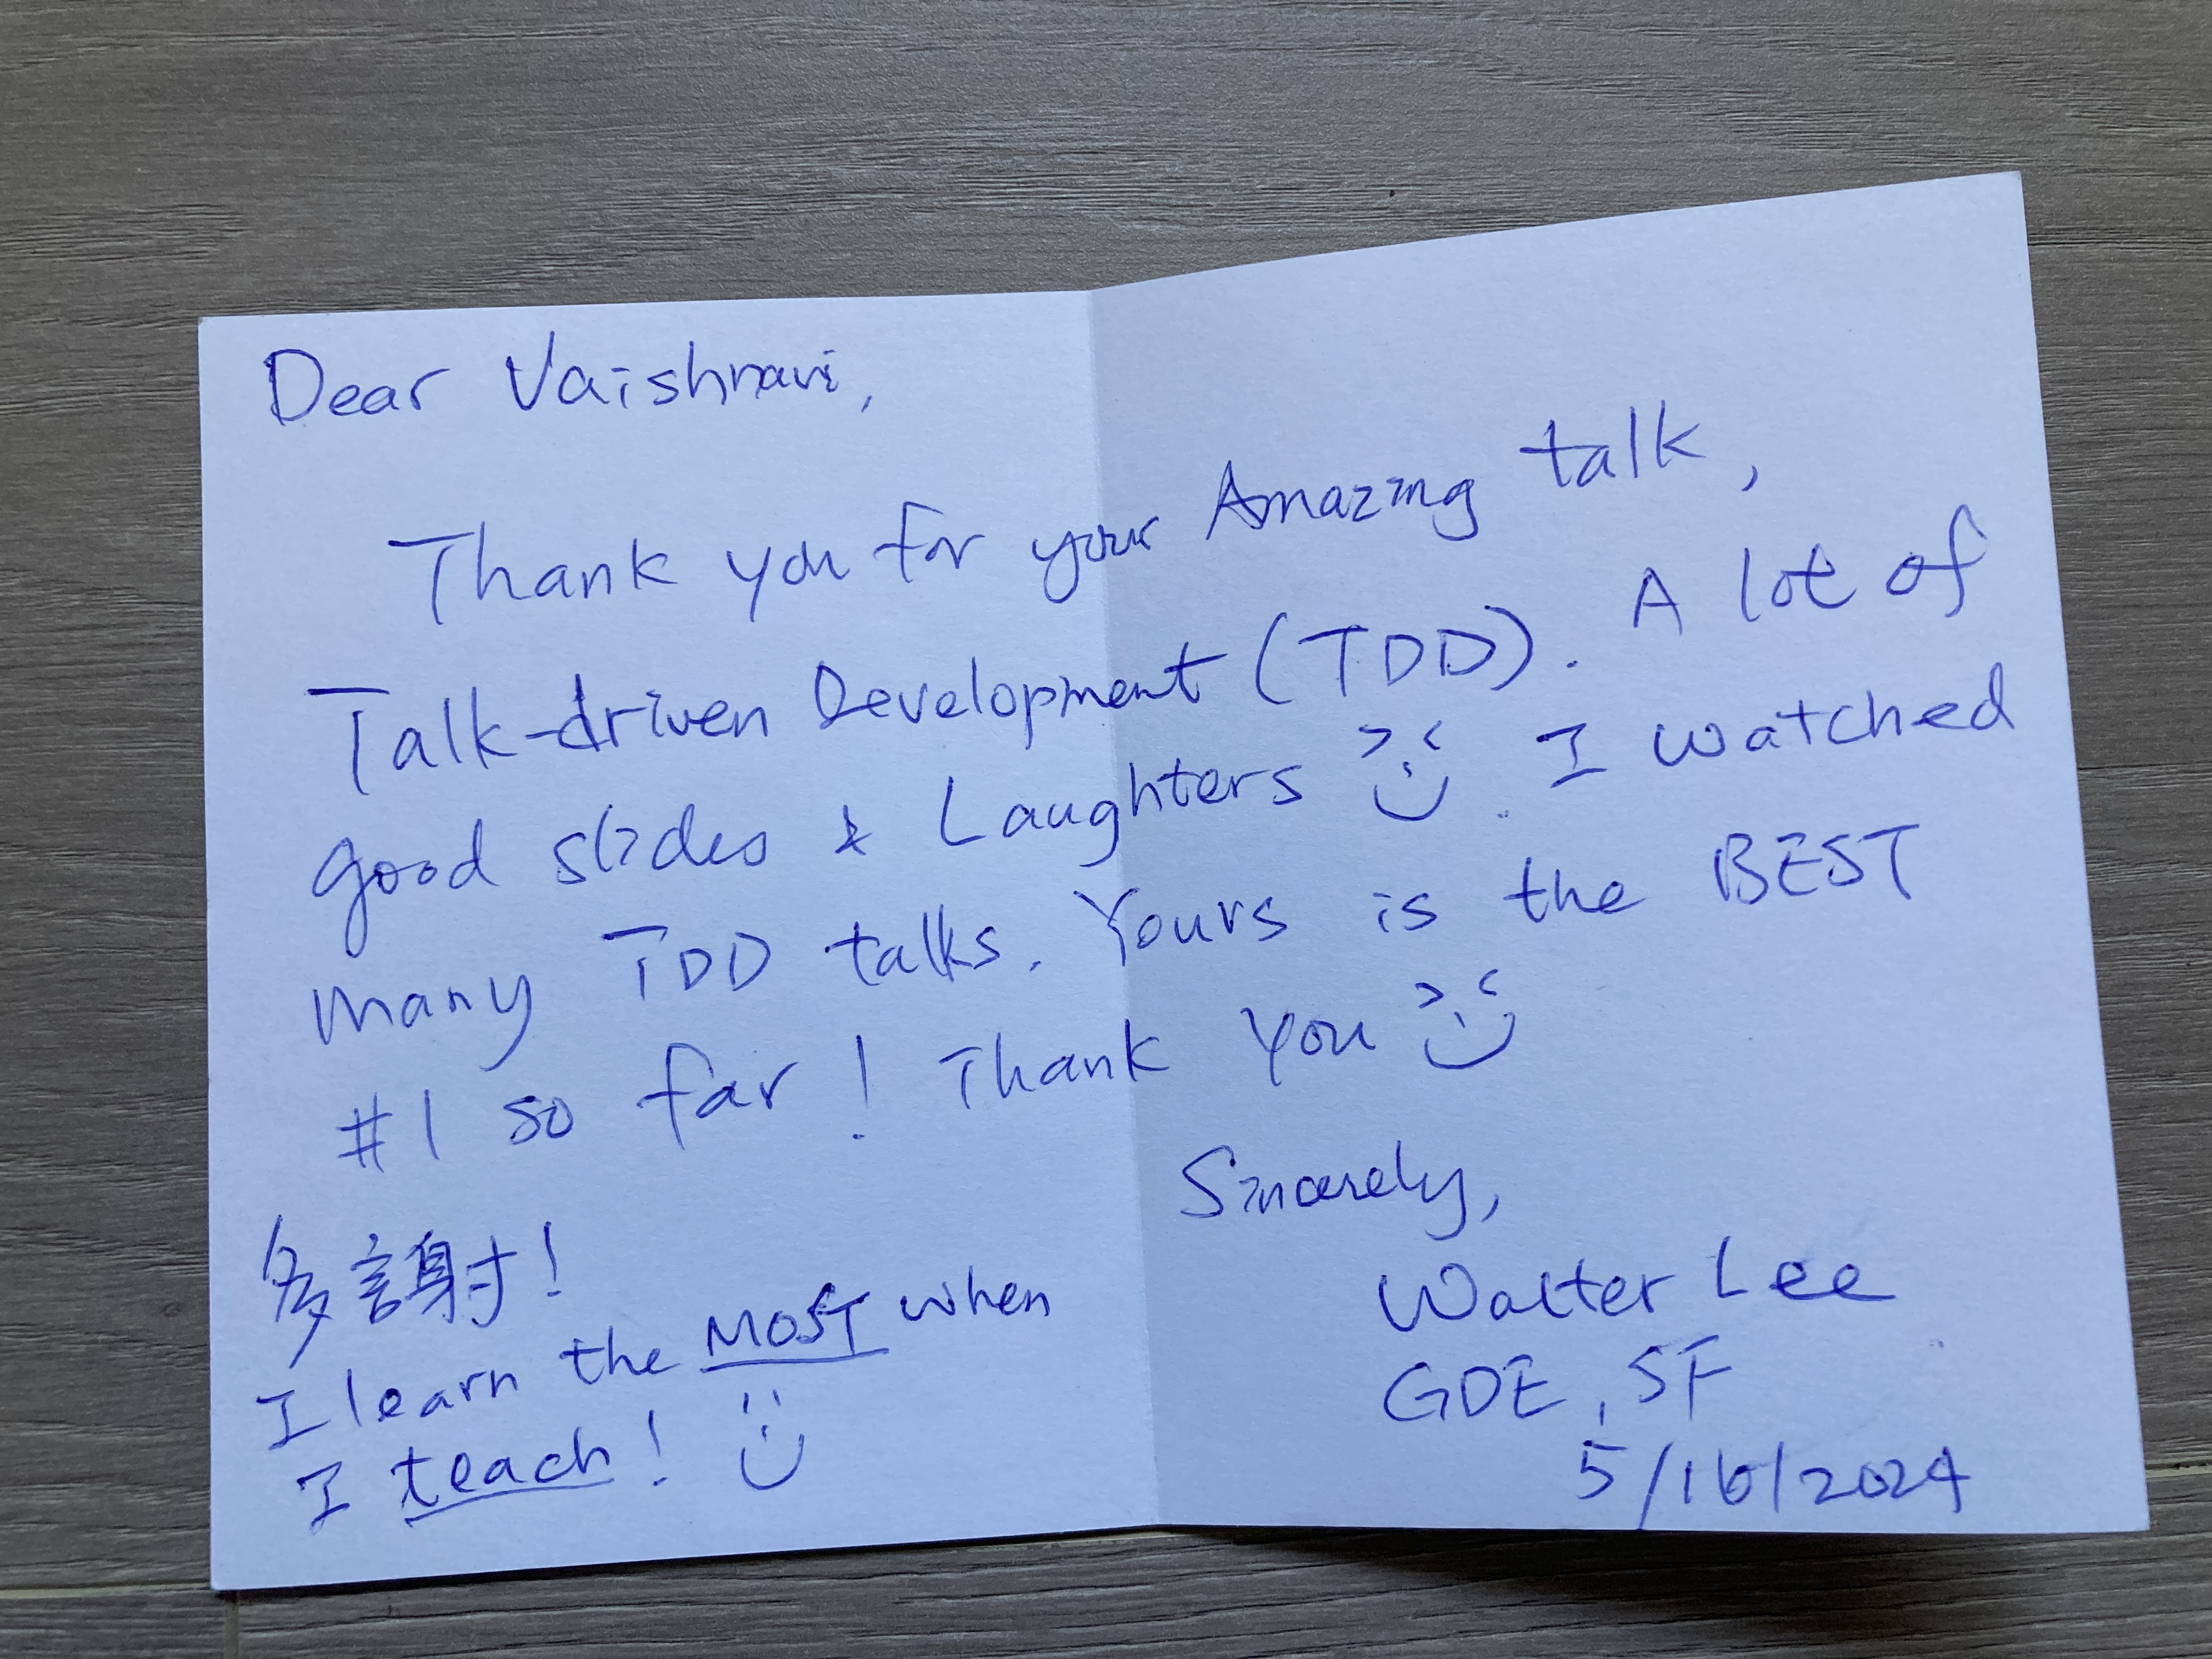 Dear Vaishnavi,
Thank you for your Amazing talk,
Talk-driven Development (TDD). A lot of
good slides & Laughters . I watched
many TDD talks. Yours is the BEST
#1 so far! Thank you
Sincerely,
Walter Lee
GDE, SF
5/16/2024
多謝!
I learn the MOST when
I teach!